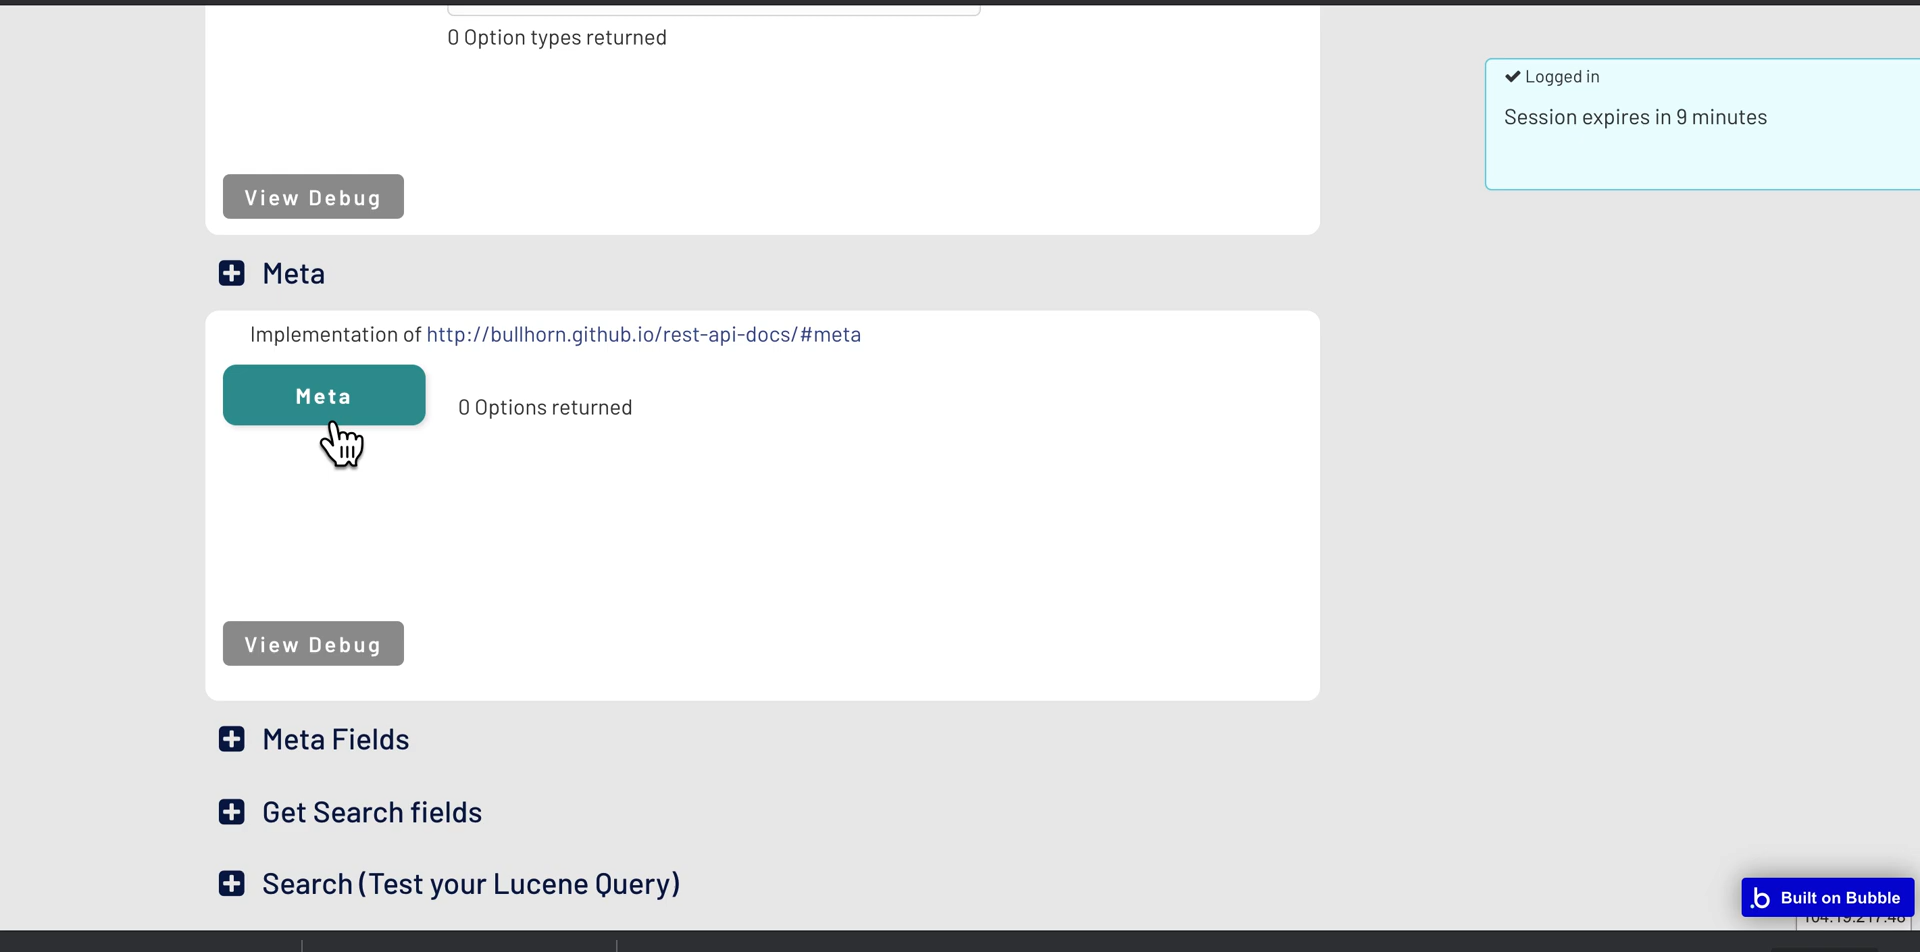 0 Option types returned
✔ Logged in
Session expires in 9 minutes
View Debug
Meta
Implementation of http://bullhorn.github.io/rest-api-docs/#meta
Meta
0 Options returned
View Debug
Meta Fields
Get Search fields
Search (Test your Lucene Query)
b Built on Bubble